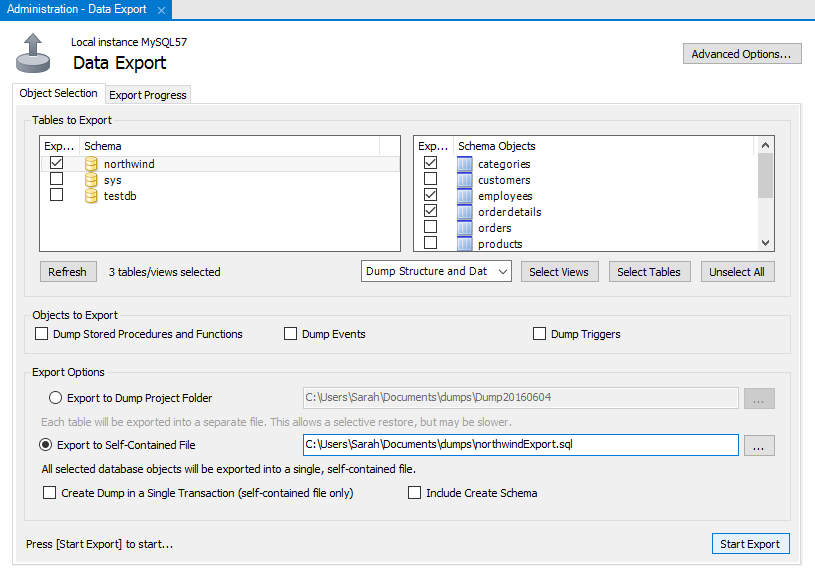 Administration - Data Export
Local instance MySQL57
Data Export
Advanced Options...
Object Selection
Export Progress
Tables to Export
Exp... Schema
northwind
sys
testdb
Exp... Schema Objects
categories
customers
employees
orderdetails
orders
products
Refresh
3 tables/views selected
Dump Structure and Dat
Select Views
Select Tables
Unselect All
Objects to Export
Dump Stored Procedures and Functions
Dump Events
Dump Triggers
Export Options
Export to Dump Project Folder
C:\Users\Sarah\Documents\dumps\Dump20160604
...
Each table will be exported into a separate file. This allows a selective restore, but may be slower.
Export to Self-Contained File
C:\Users\Sarah\Documents\dumps\northwindExport.sql
...
All selected database objects will be exported into a single, self-contained file.
Create Dump in a Single Transaction (self-contained file only)
Include Create Schema
Press [Start Export] to start...
Start Export